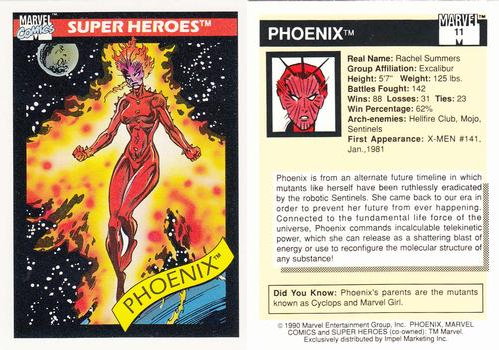 MARVEL
COMICS
SUPER HEROES™
PHOENIX™
PHOENIX™
MARVEL™
11
Real Name: Rachel Summers
Group Affiliation: Excalibur
Height: 5'7" Weight: 125 lbs.
Battles Fought: 142
Wins: 88 Losses: 31 Ties: 23
Win Percentage: 62%
Arch-enemies: Hellfire Club, Mojo,
Sentinels
First Appearance: X-MEN #141,
Jan.,1981
Phoenix is from an alternate future timeline in which
mutants like herself have been ruthlessly eradicated
by the robotic Sentinels. She came back to our era in
order to prevent her future from ever happening.
Connected to the fundamental life force of the
universe, Phoenix commands incalculable telekinetic
power, which she can release as a shattering blast of
energy or use to reconfigure the molecular structure of
any substance!
Did You Know: Phoenix's parents are the mutants
known as Cyclops and Marvel Girl.
© 1990 Marvel Entertainment Group, Inc. PHOENIX, MARVEL
COMICS and SUPER HEROES (co-owned): TM Marvel.
Exclusively distributed by Impel Marketing Inc.